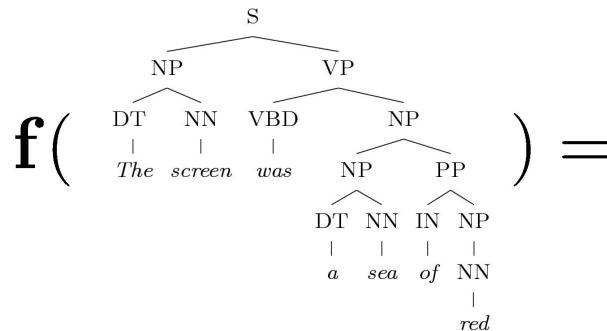 S
NP VP
DT NN VBD NP
f( ) =
The screen was NP PP
DT NN IN NP
a sea of NN
red